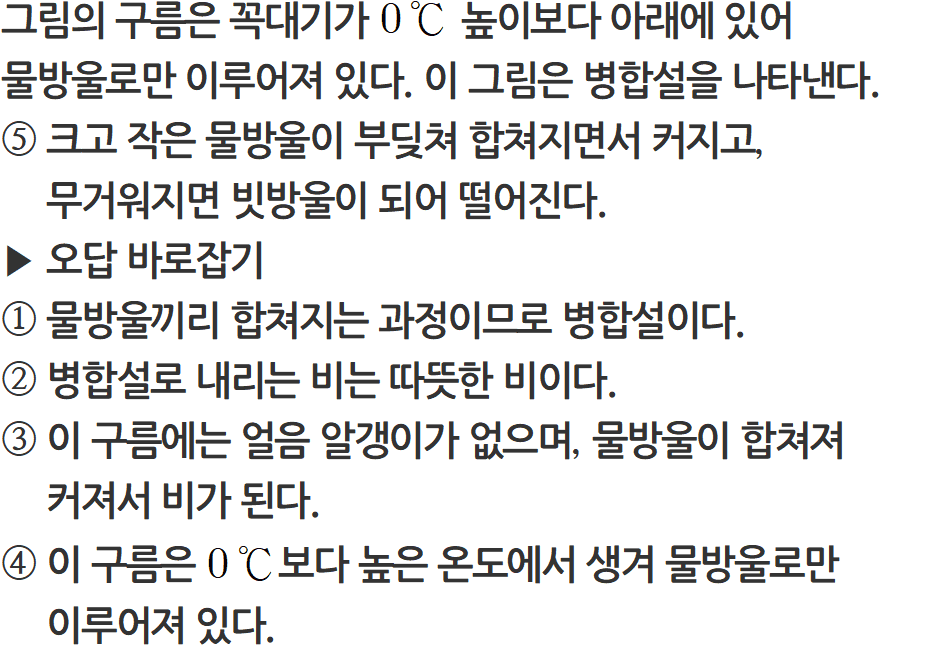 그림의 구름은 꼭대기가 0 ℃ 높이보다 아래에 있어
물방울로만 이루어져 있다. 이 그림은 병합설을 나타낸다.
⑤ 크고 작은 물방울이 부딪쳐 합쳐지면서 커지고,
무거워지면 빗방울이 되어 떨어진다.
▶ 오답 바로잡기
① 물방울끼리 합쳐지는 과정이므로 병합설이다.
② 병합설로 내리는 비는 따뜻한 비이다.
③ 이 구름에는 얼음 알갱이가 없으며, 물방울이 합쳐져
커져서 비가 된다.
④ 이 구름은 0 ℃보다 높은 온도에서 생겨 물방울로만
이루어져 있다.